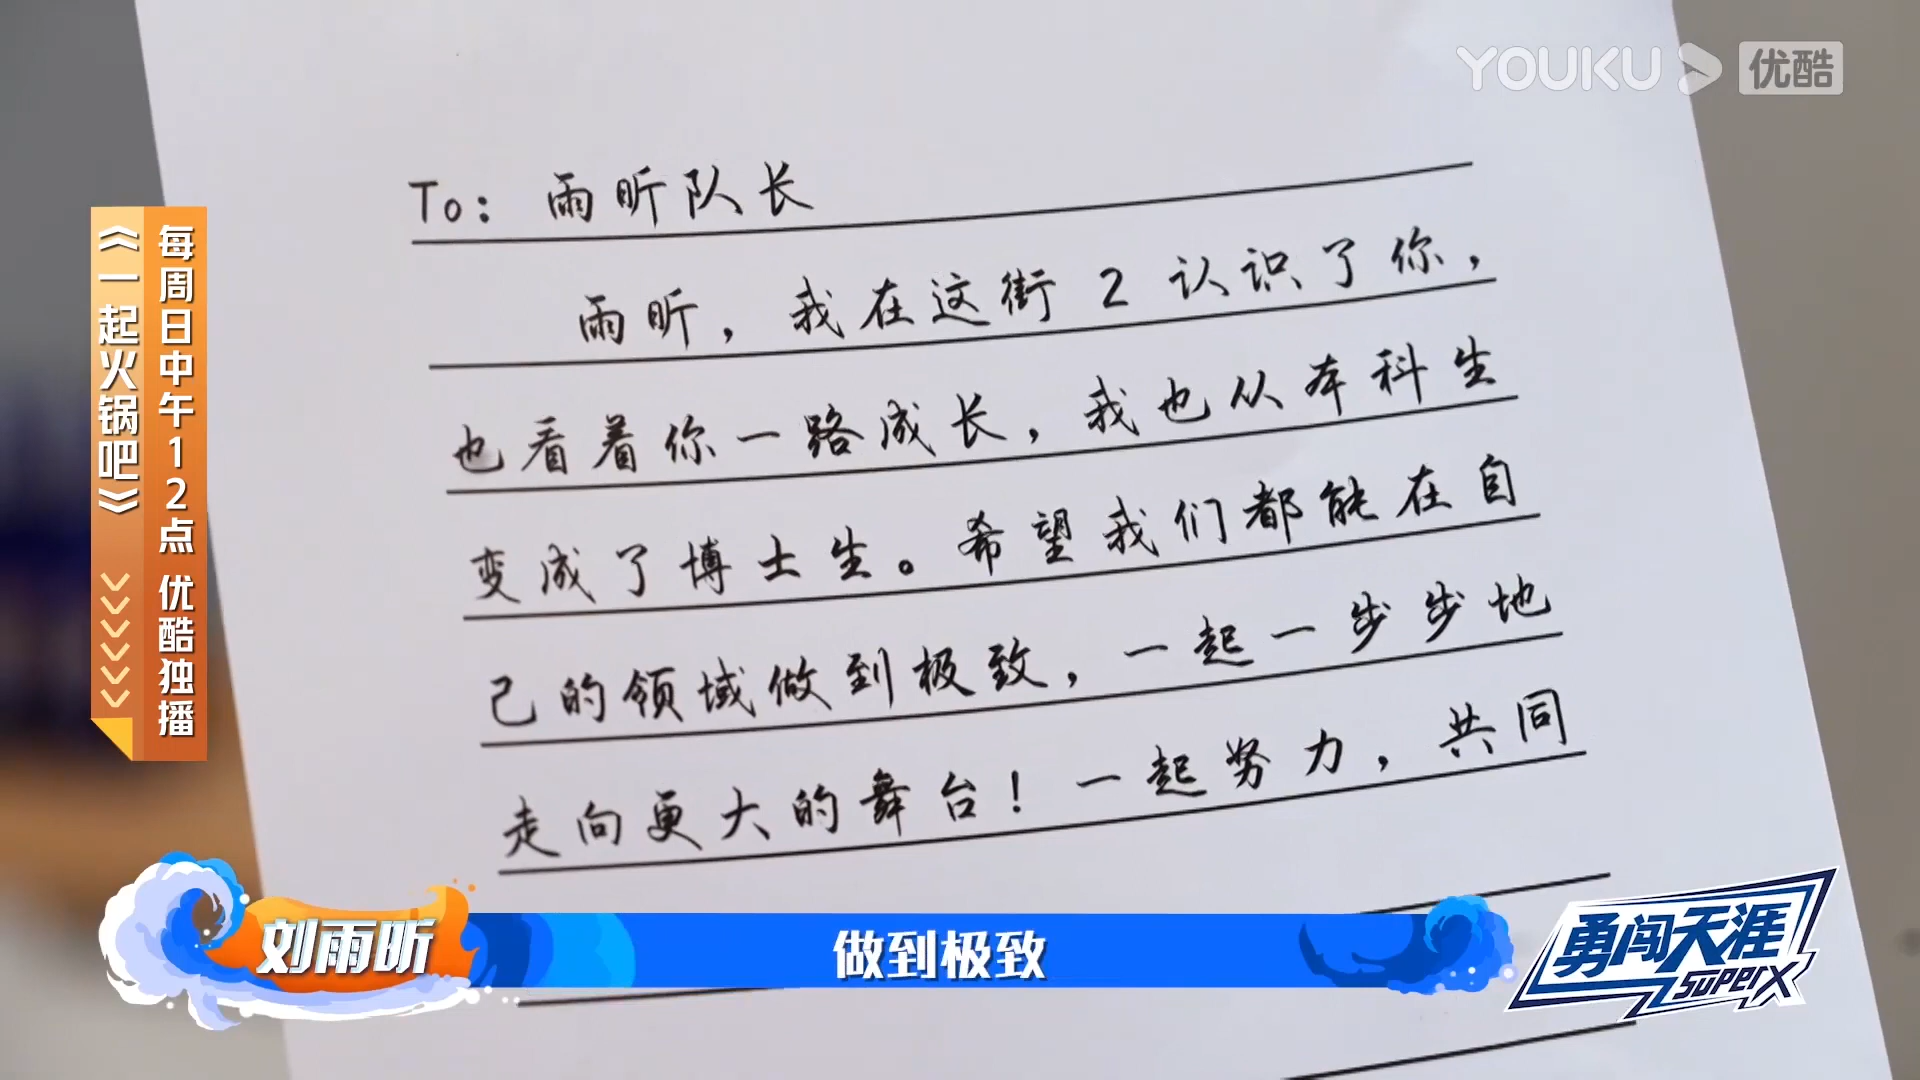 YOUKU 优酷
每周日中午12点 优酷独播
《一起火锅吧》
To: 雨昕队长
雨昕，我在这街2认识了你，
也看着你一路成长，我也从本科生
变成了博士生。希望我们都能在自
己的领域做到极致，一起一步步地
走向更大的舞台！一起努力，共同
刘雨昕
做到极致
勇闯天涯
SUPERX